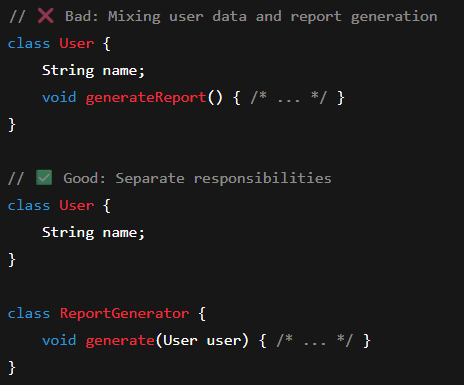 // ❌ Bad: Mixing user data and report generation
class User {
    String name;
    void generateReport() { /* ... */ }
}

// ✅ Good: Separate responsibilities
class User {
    String name;
}

class ReportGenerator {
    void generate(User user) { /* ... */ }
}